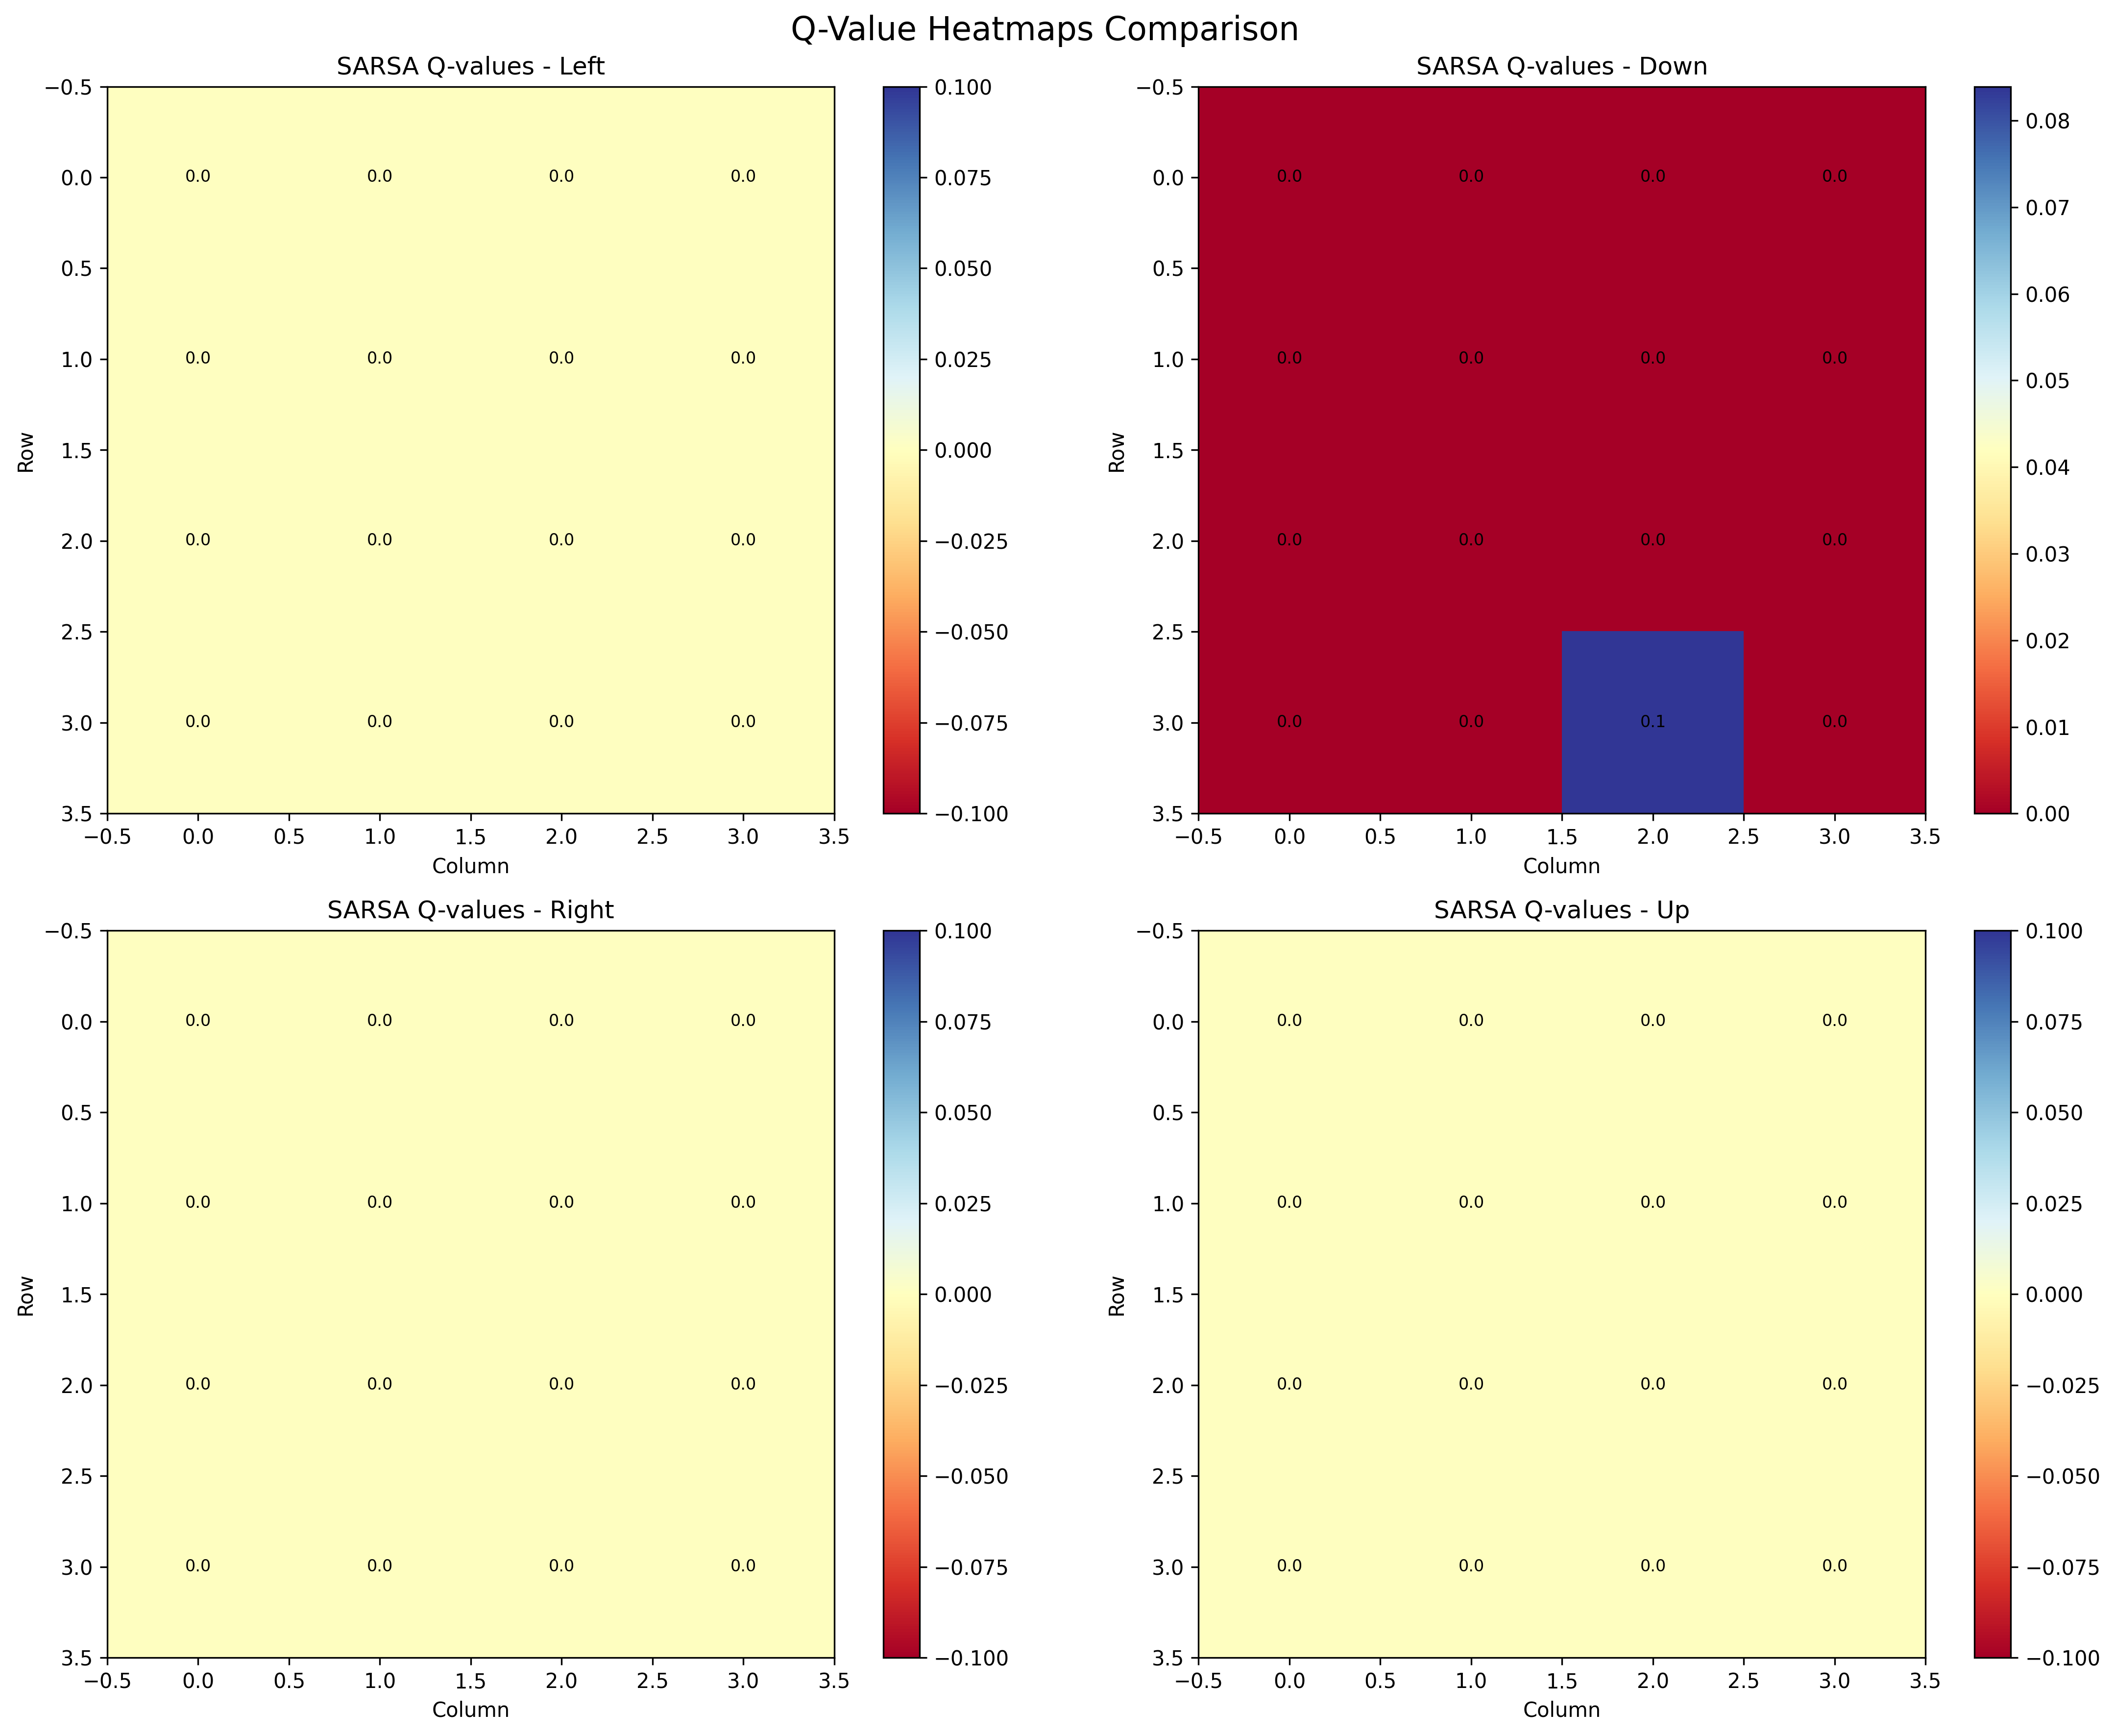 Q-Value Heatmaps Comparison
SARSA Q-values - Left
SARSA Q-values - Down
−0.5
0.0
0.5
1.0
1.5
2.0
2.5
3.0
3.5
Row
0.0 0.0 0.0 0.0
0.0 0.0 0.0 0.0
0.0 0.0 0.0 0.0
0.0 0.0 0.0 0.0
−0.5 0.0 0.5 1.0 1.5 2.0 2.5 3.0 3.5
Column
0.100
0.075
0.050
0.025
0.000
−0.025
−0.050
−0.075
−0.100
−0.5
0.0
0.5
1.0
1.5
2.0
2.5
3.0
3.5
Row
0.0 0.0 0.0 0.0
0.0 0.0 0.0 0.0
0.0 0.0 0.0 0.0
0.0 0.0 0.1 0.0
−0.5 0.0 0.5 1.0 1.5 2.0 2.5 3.0 3.5
Column
0.08
0.07
0.06
0.05
0.04
0.03
0.02
0.01
0.00
SARSA Q-values - Right
SARSA Q-values - Up
−0.5
0.0
0.5
1.0
1.5
2.0
2.5
3.0
3.5
Row
0.0 0.0 0.0 0.0
0.0 0.0 0.0 0.0
0.0 0.0 0.0 0.0
0.0 0.0 0.0 0.0
−0.5 0.0 0.5 1.0 1.5 2.0 2.5 3.0 3.5
Column
0.100
0.075
0.050
0.025
0.000
−0.025
−0.050
−0.075
−0.100
−0.5
0.0
0.5
1.0
1.5
2.0
2.5
3.0
3.5
Row
0.0 0.0 0.0 0.0
0.0 0.0 0.0 0.0
0.0 0.0 0.0 0.0
0.0 0.0 0.0 0.0
−0.5 0.0 0.5 1.0 1.5 2.0 2.5 3.0 3.5
Column
0.100
0.075
0.050
0.025
0.000
−0.025
−0.050
−0.075
−0.100